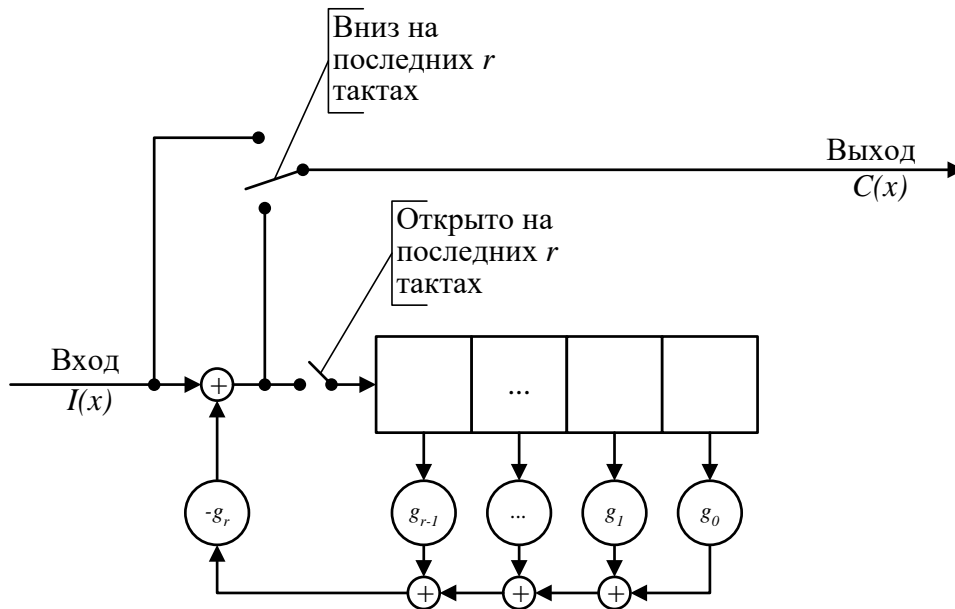 Вниз на
последних r
тактах
Выход
C(x)
Открыто на
последних r
тактах
Вход
I(x)
+
...
-g_r
g_{r-1}
...
g_1
g_0
+
+
+